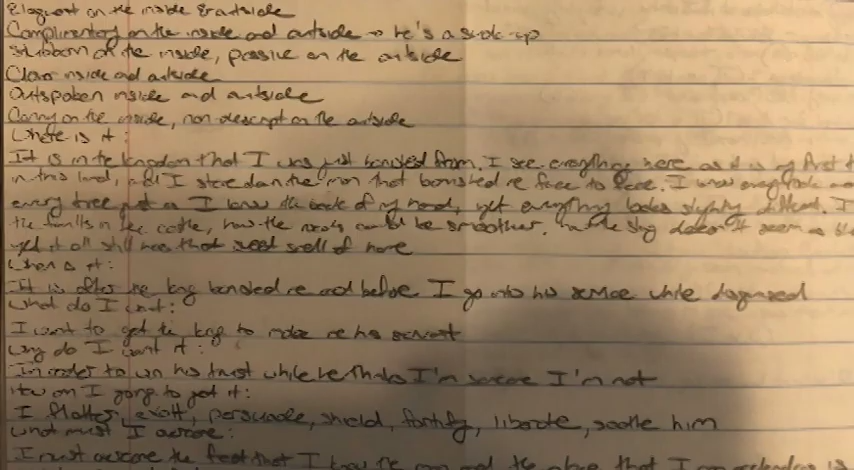 Eloquent on the inside & outside
Complimentary on the inside and outside → he's a suck-up
Stubborn on the inside, passive on the outside
Clever inside and outside
Outspoken inside and outside
Canny on the inside, non-descript on the outside
Where is it:
It is in the kingdom that I was just banished from. I see everything here as if it is my first
in this land, and I stare down the man that banished me face to face. I know every
every tree just as I know the back of my hand, yet everything looks slightly different. I
the in the castle, how the roads could be smoother, how the sky doesn't seem as
yet it all still has that sweet smell of home
When is it:
It is after the king banished me and before I go into his service while disguised
What do I want:
I want to get the king to make me his servant
Why do I want it:
In order to win his trust while he thinks I'm someone I'm not
How am I going to get it:
I flatter, exalt, persuade, shield, fortify, liberate, soothe him
What must I overcome:
I must overcome the fact that I know the man and the place that I